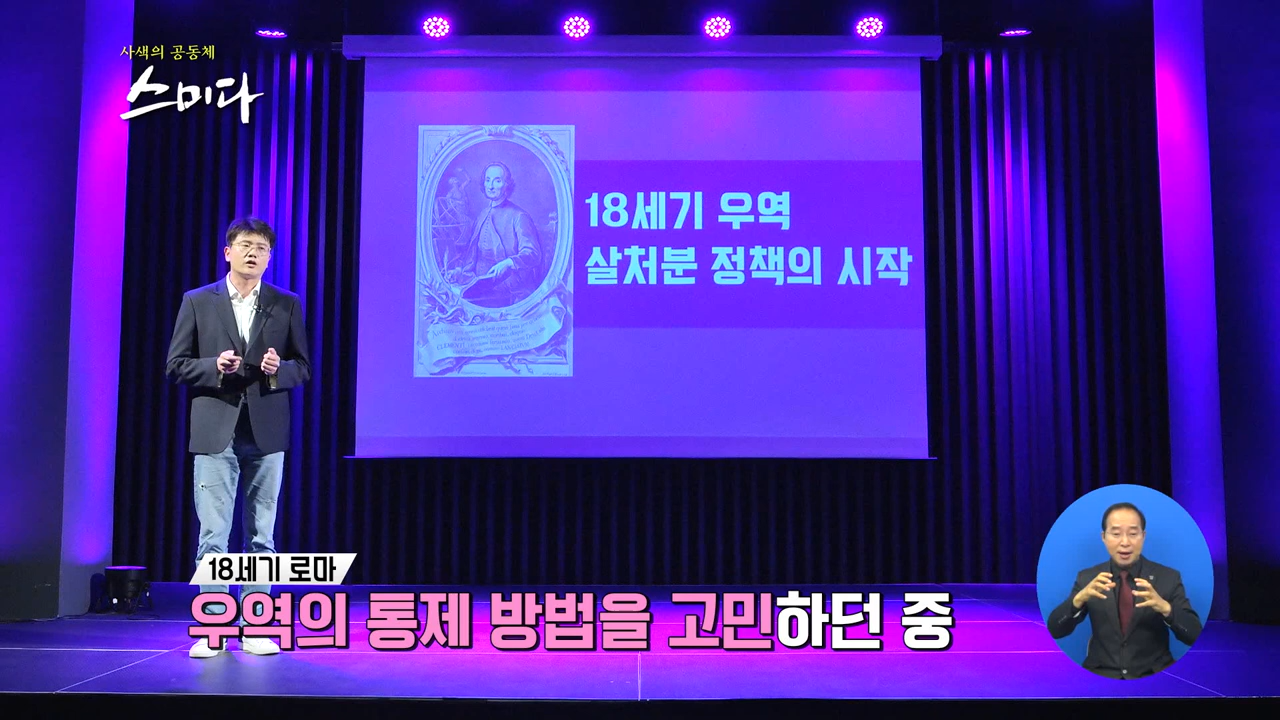 사색의 공동체
스미다
18세기 우역
살처분 정책의 시작
CLEMENT
18세기 로마
우역의 통제 방법을 고민하던 중